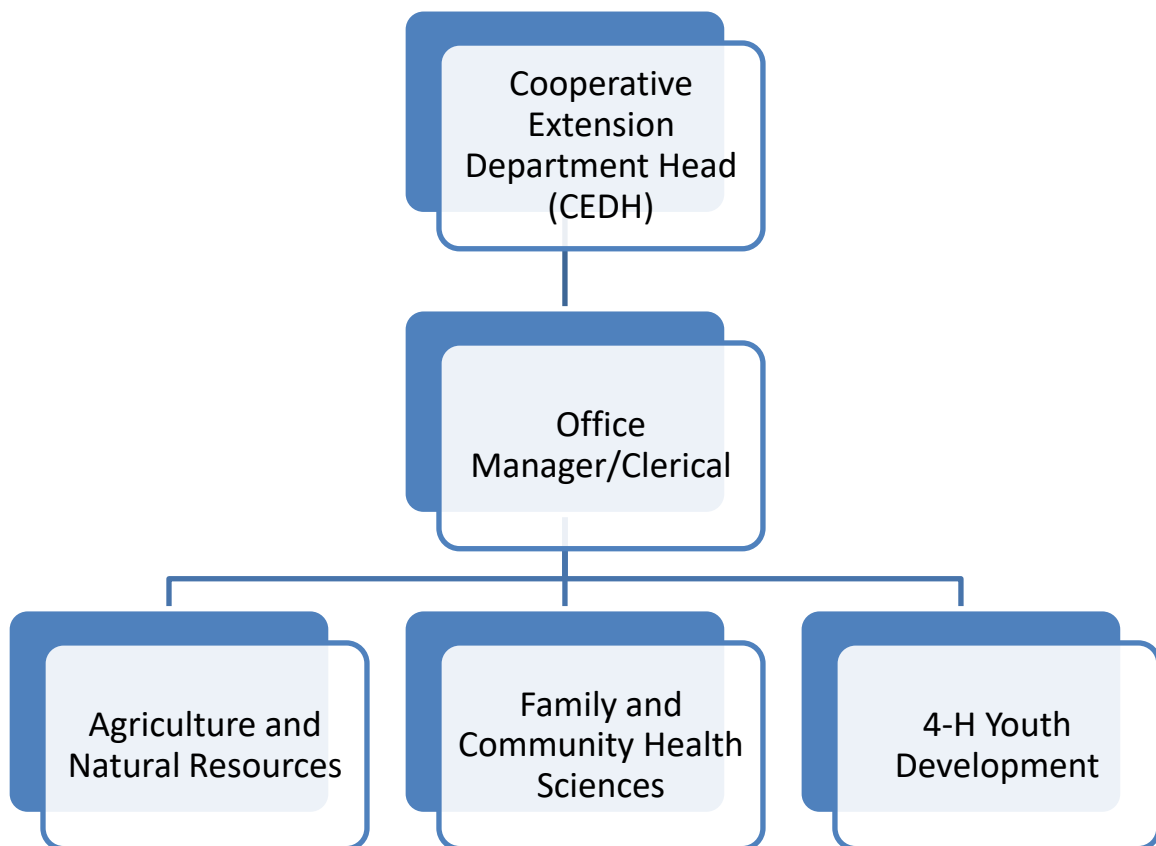 Cooperative
Extension
Department Head
(CEDH)
Office
Manager/Clerical
Agriculture and
Natural Resources
Family and
Community Health
Sciences
4-H Youth
Development